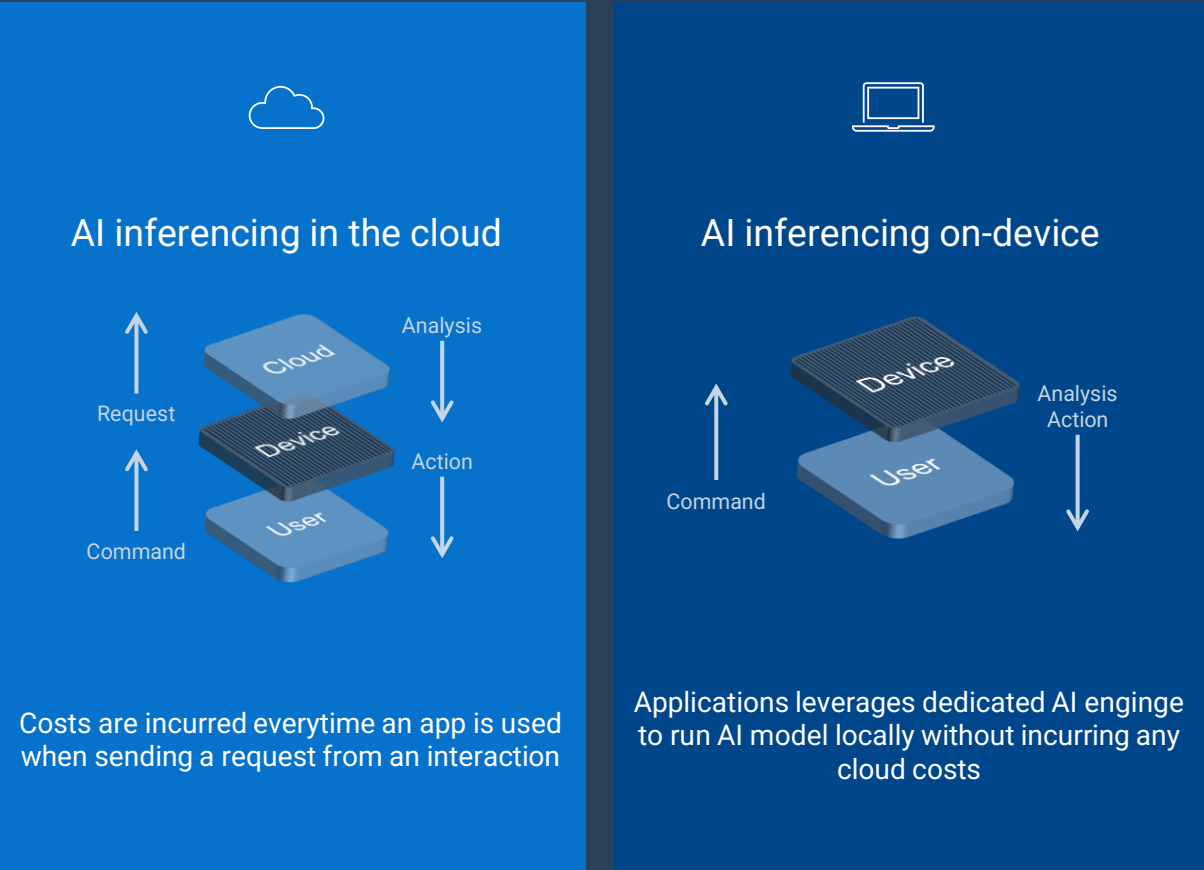 AI inferencing in the cloud
Request
Command
Cloud
Device
User
Analysis
Action
Costs are incurred everytime an app is used
when sending a request from an interaction
AI inferencing on-device
Command
Device
User
Analysis
Action
Applications leverages dedicated AI enginge
to run AI model locally without incurring any
cloud costs